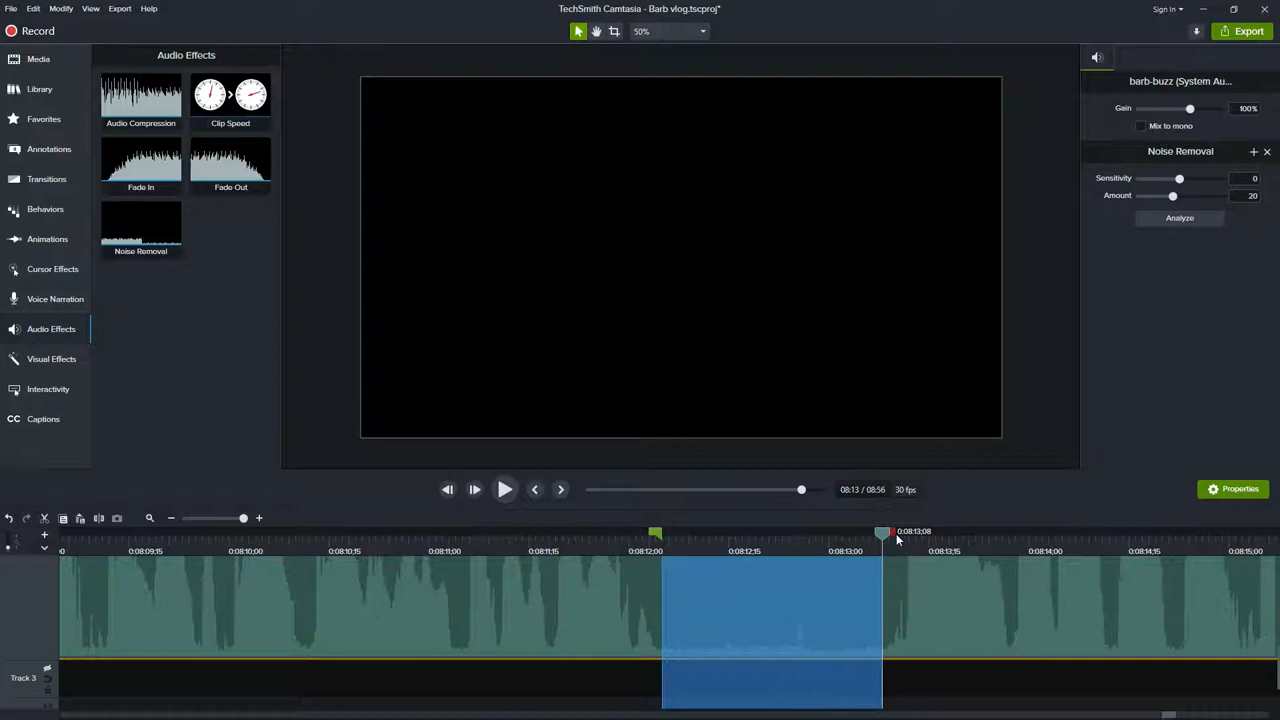 File Edit Modify View Export Help
TechSmith Camtasia - Barb vlog.tscproj*
Sign In
Record
50%
Export
Media
Library
Favorites
Annotations
Transitions
Behaviors
Animations
Cursor Effects
Voice Narration
Audio Effects
Visual Effects
Interactivity
CC Captions
Audio Effects
Audio Compression
Clip Speed
Fade In
Fade Out
Noise Removal
barb-buzz (System Au...
Gain 100%
Mix to mono
Noise Removal
Sensitivity 0
Amount 20
Analyze
08:13 / 08:56 30 fps
Properties
0:08:13;08
00 0:08:09;15 0:08:10;00 0:08:10;15 0:08:11;00 0:08:11;15 0:08:12;00 0:08:12;15 0:08:13;00 0:08:13;15 0:08:14;00 0:08:14;15 0:08:15;00
Track 3